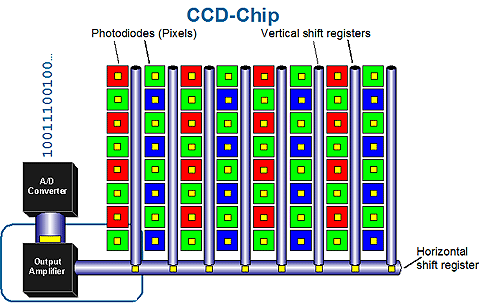 CCD-Chip
Photodiodes (Pixels)
Vertical shift registers
10011100100...
A/D
Converter
Output
Amplifier
Horizontal
shift register